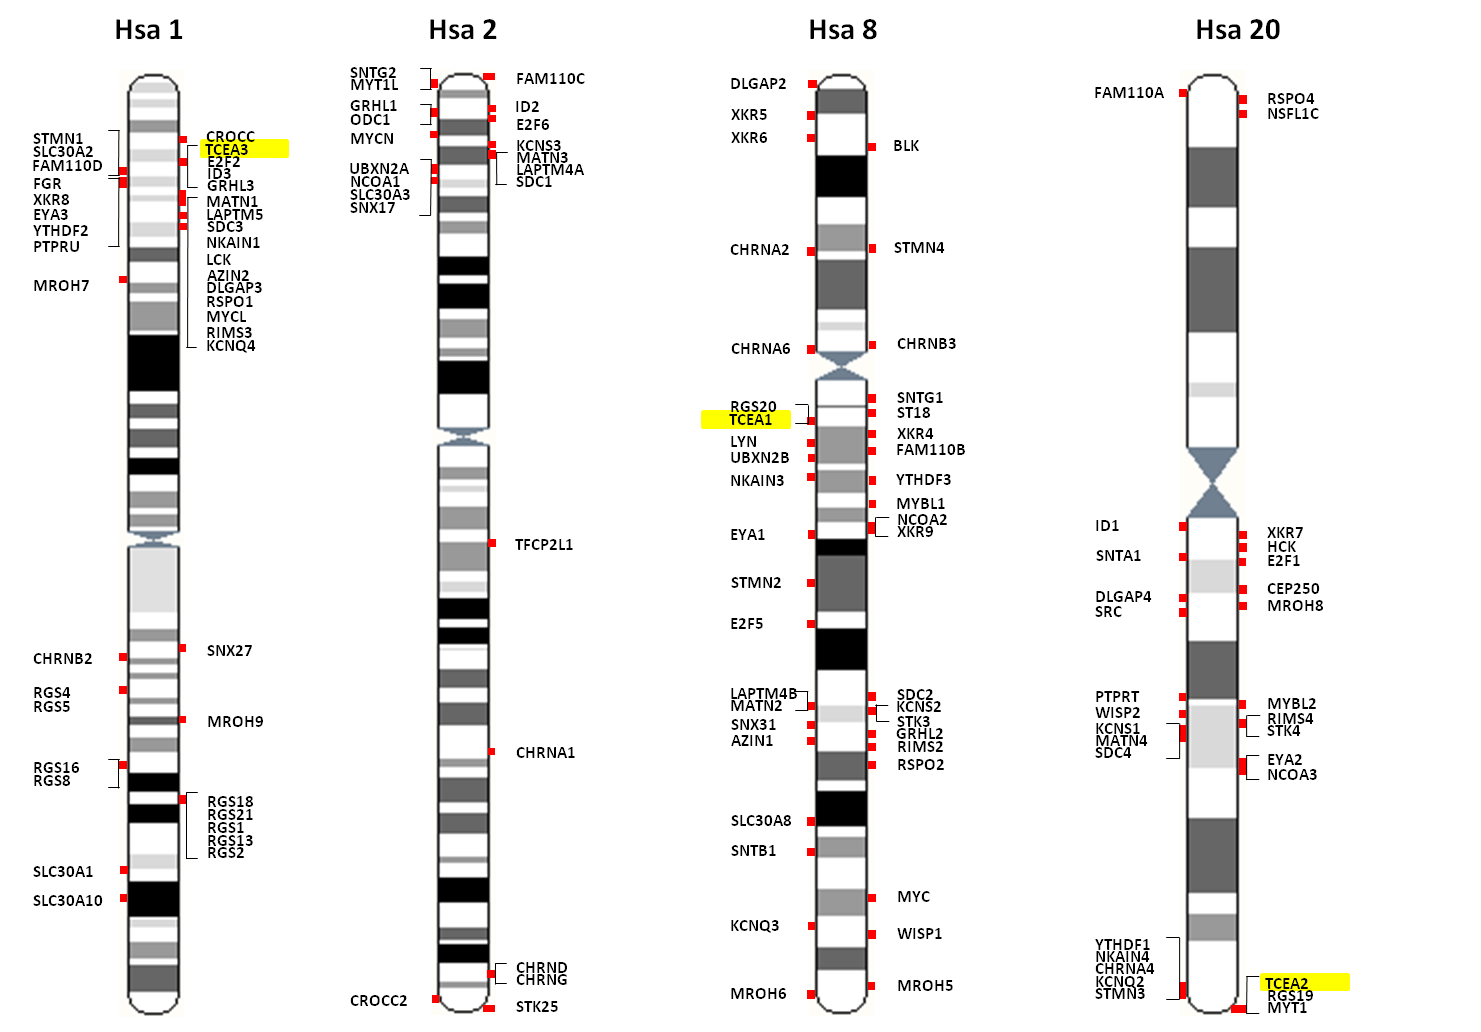 Hsa 1
Hsa 2
Hsa 8
Hsa 20
STMN1
SLC30A2
FAM110D
FGR
XKR8
EYA3
YTHDF2
PTPRU
MROH7
CHRNB2
RGS4
RGS5
RGS16
RGS8
SLC30A1
SLC30A10
CROCC
TCEA3
E2F2
ID3
GRHL3
MATN1
LAPTM5
SDC3
NKAIN1
LCK
AZIN2
DLGAP3
RSPO1
MYCL
RIMS3
KCNQ4
SNX27
MROH9
RGS18
RGS21
RGS1
RGS13
RGS2
SNTG2
MYT1L
GRHL1
ODC1
MYCN
UBXN2A
NCOA1
SLC30A3
SNX17
CROCC2
FAM110C
ID2
E2F6
KCNS3
MATN3
LAPTM4A
SDC1
TFCP2L1
CHRNA1
CHRND
CHRNG
STK25
DLGAP2
XKR5
XKR6
CHRNA2
CHRNA6
RGS20
TCEA1
LYN
UBXN2B
NKAIN3
EYA1
STMN2
E2F5
LAPTM4B
MATN2
SNX31
AZIN1
SLC30A8
SNTB1
KCNQ3
MROH6
BLK
STMN4
CHRNB3
SNTG1
ST18
XKR4
FAM110B
YTHDF3
MYBL1
NCOA2
XKR9
SDC2
KCNS2
STK3
GRHL2
RIMS2
RSPO2
MYC
WISP1
MROH5
FAM110A
ID1
SNTA1
DLGAP4
SRC
PTPRT
WISP2
KCNS1
MATN4
SDC4
YTHDF1
NKAIN4
CHRNA4
KCNQ2
STMN3
RSPO4
NSFL1C
XKR7
HCK
E2F1
CEP250
MROH8
MYBL2
RIMS4
STK4
EYA2
NCOA3
TCEA2
RGS19
MYT1